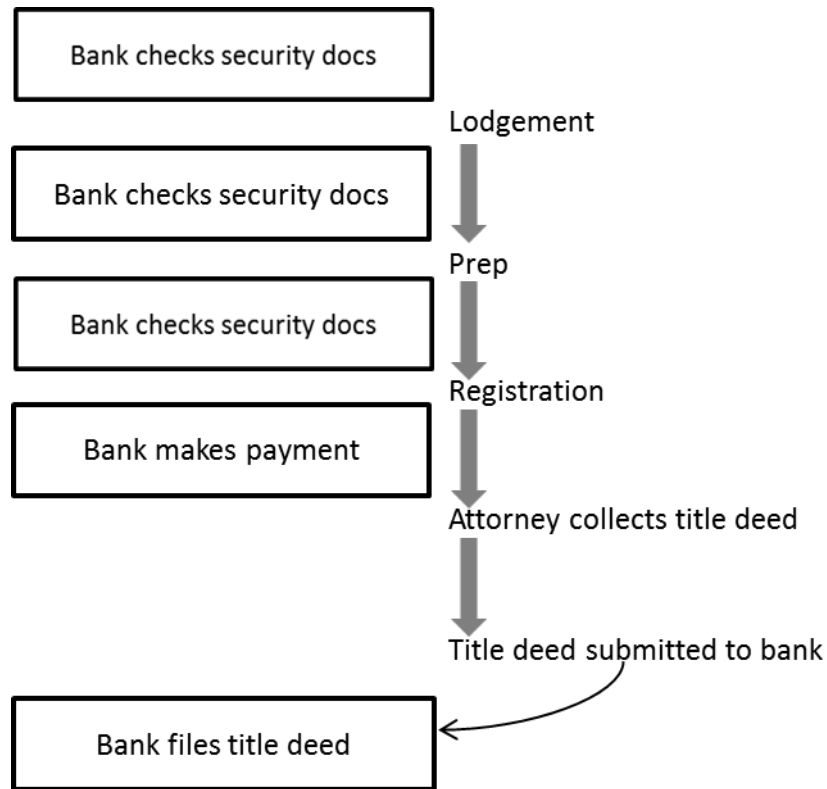 Bank checks security docs
Lodgement
Bank checks security docs
Prep
Bank checks security docs
Registration
Bank makes payment
Attorney collects title deed
Title deed submitted to bank
Bank files title deed